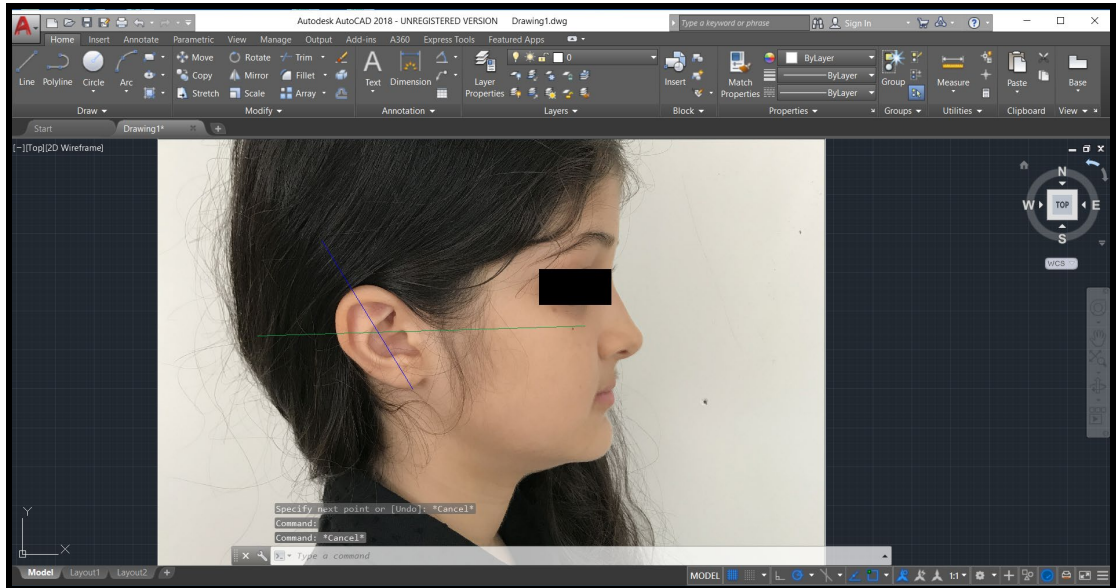 Autodesk AutoCAD 2018 - UNREGISTERED VERSION Drawing1.dwg
Type a keyword or phrase
Sign In
Home Insert Annotate Parametric View Manage Output Add-ins A360 Express Tools Featured Apps
Move Rotate Trim
0
ByLayer
Line Polyline Circle Arc
Copy Mirror Fillet
Text Dimension
Layer Properties
Insert
Match Properties
ByLayer
Group
Measure
Paste
Base
Stretch Scale Array
ByLayer
Draw Modify Annotation Layers Block Properties Groups Utilities Clipboard View
Start Drawing1*
[−][Top][2D Wireframe]
N
W TOP E
S
WCS
Specify next point or [Undo]: *Cancel*
Command:
Command: *Cancel*
Type a command
Y
X
Model Layout1 Layout2 +
MODEL 1:1